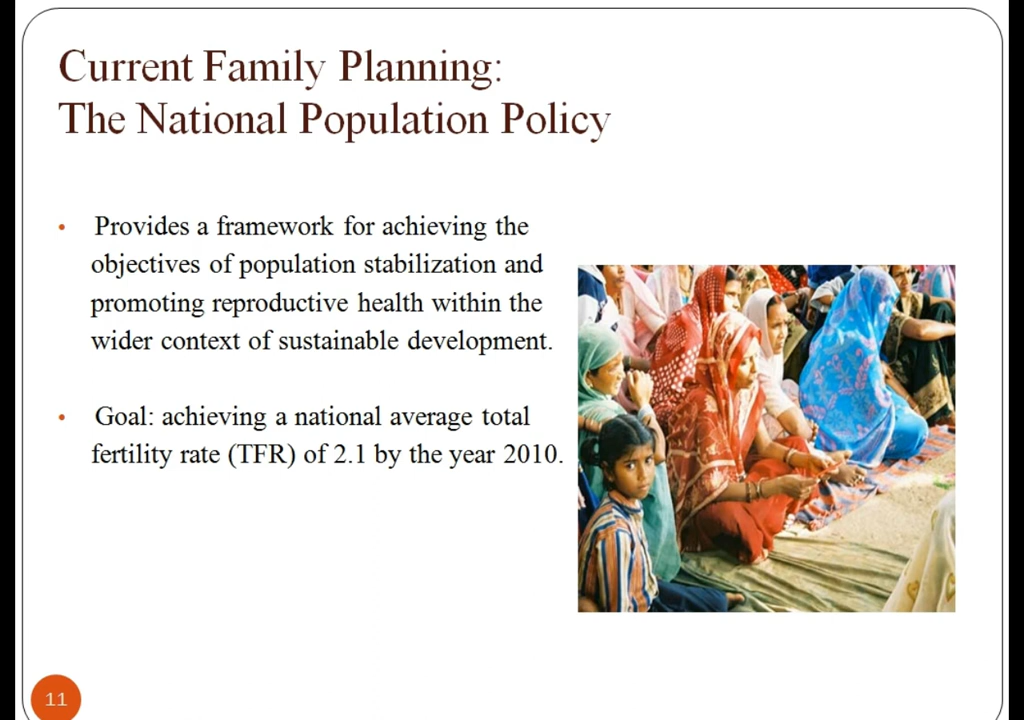 Current Family Planning:
The National Population Policy
• Provides a framework for achieving the
objectives of population stabilization and
promoting reproductive health within the
wider context of sustainable development.
• Goal: achieving a national average total
fertility rate (TFR) of 2.1 by the year 2010.
11